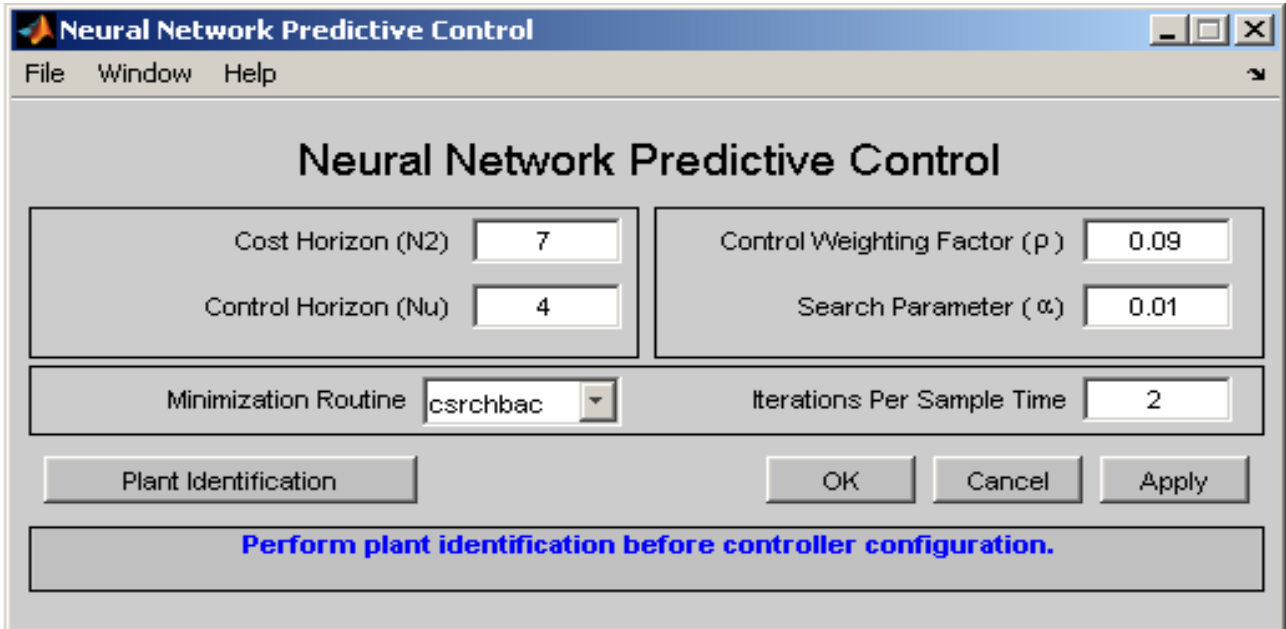 Neural Network Predictive Control
File Window Help
Neural Network Predictive Control
Cost Horizon (N2) 7
Control Horizon (Nu) 4
Control Weighting Factor (ρ) 0.09
Search Parameter (α) 0.01
Minimization Routine csrchbac
Iterations Per Sample Time 2
Plant Identification
OK Cancel Apply
Perform plant identification before controller configuration.